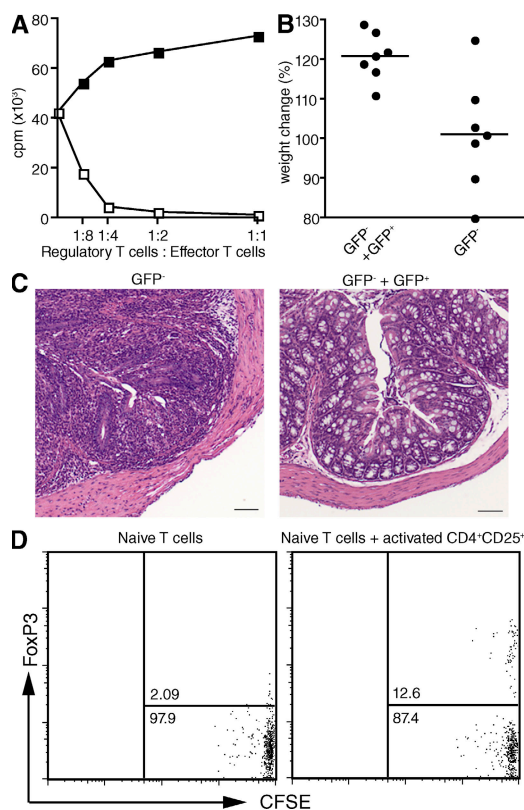 A
80
60
40
20
0
cpm (x10³)
1:8 1:4 1:2 1:1
Regulatory T cells : Effector T cells
B
130
120
110
100
90
80
weight change (%)
GFP⁻
+GFP⁺
GFP⁻
C
GFP⁻
GFP⁻ + GFP⁺
D
Naive T cells
Naive T cells + activated CD4⁺CD25⁺
FoxP3
2.09
97.9
12.6
87.4
CFSE